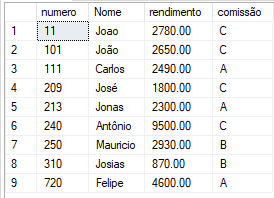 numero Nome rendimento comissão
1 11 Joao 2780.00 C
2 101 João 2650.00 C
3 111 Carlos 2490.00 A
4 209 José 1800.00 C
5 213 Jonas 2300.00 A
6 240 Antônio 9500.00 C
7 250 Mauricio 2930.00 B
8 310 Josias 870.00 B
9 720 Felipe 4600.00 A